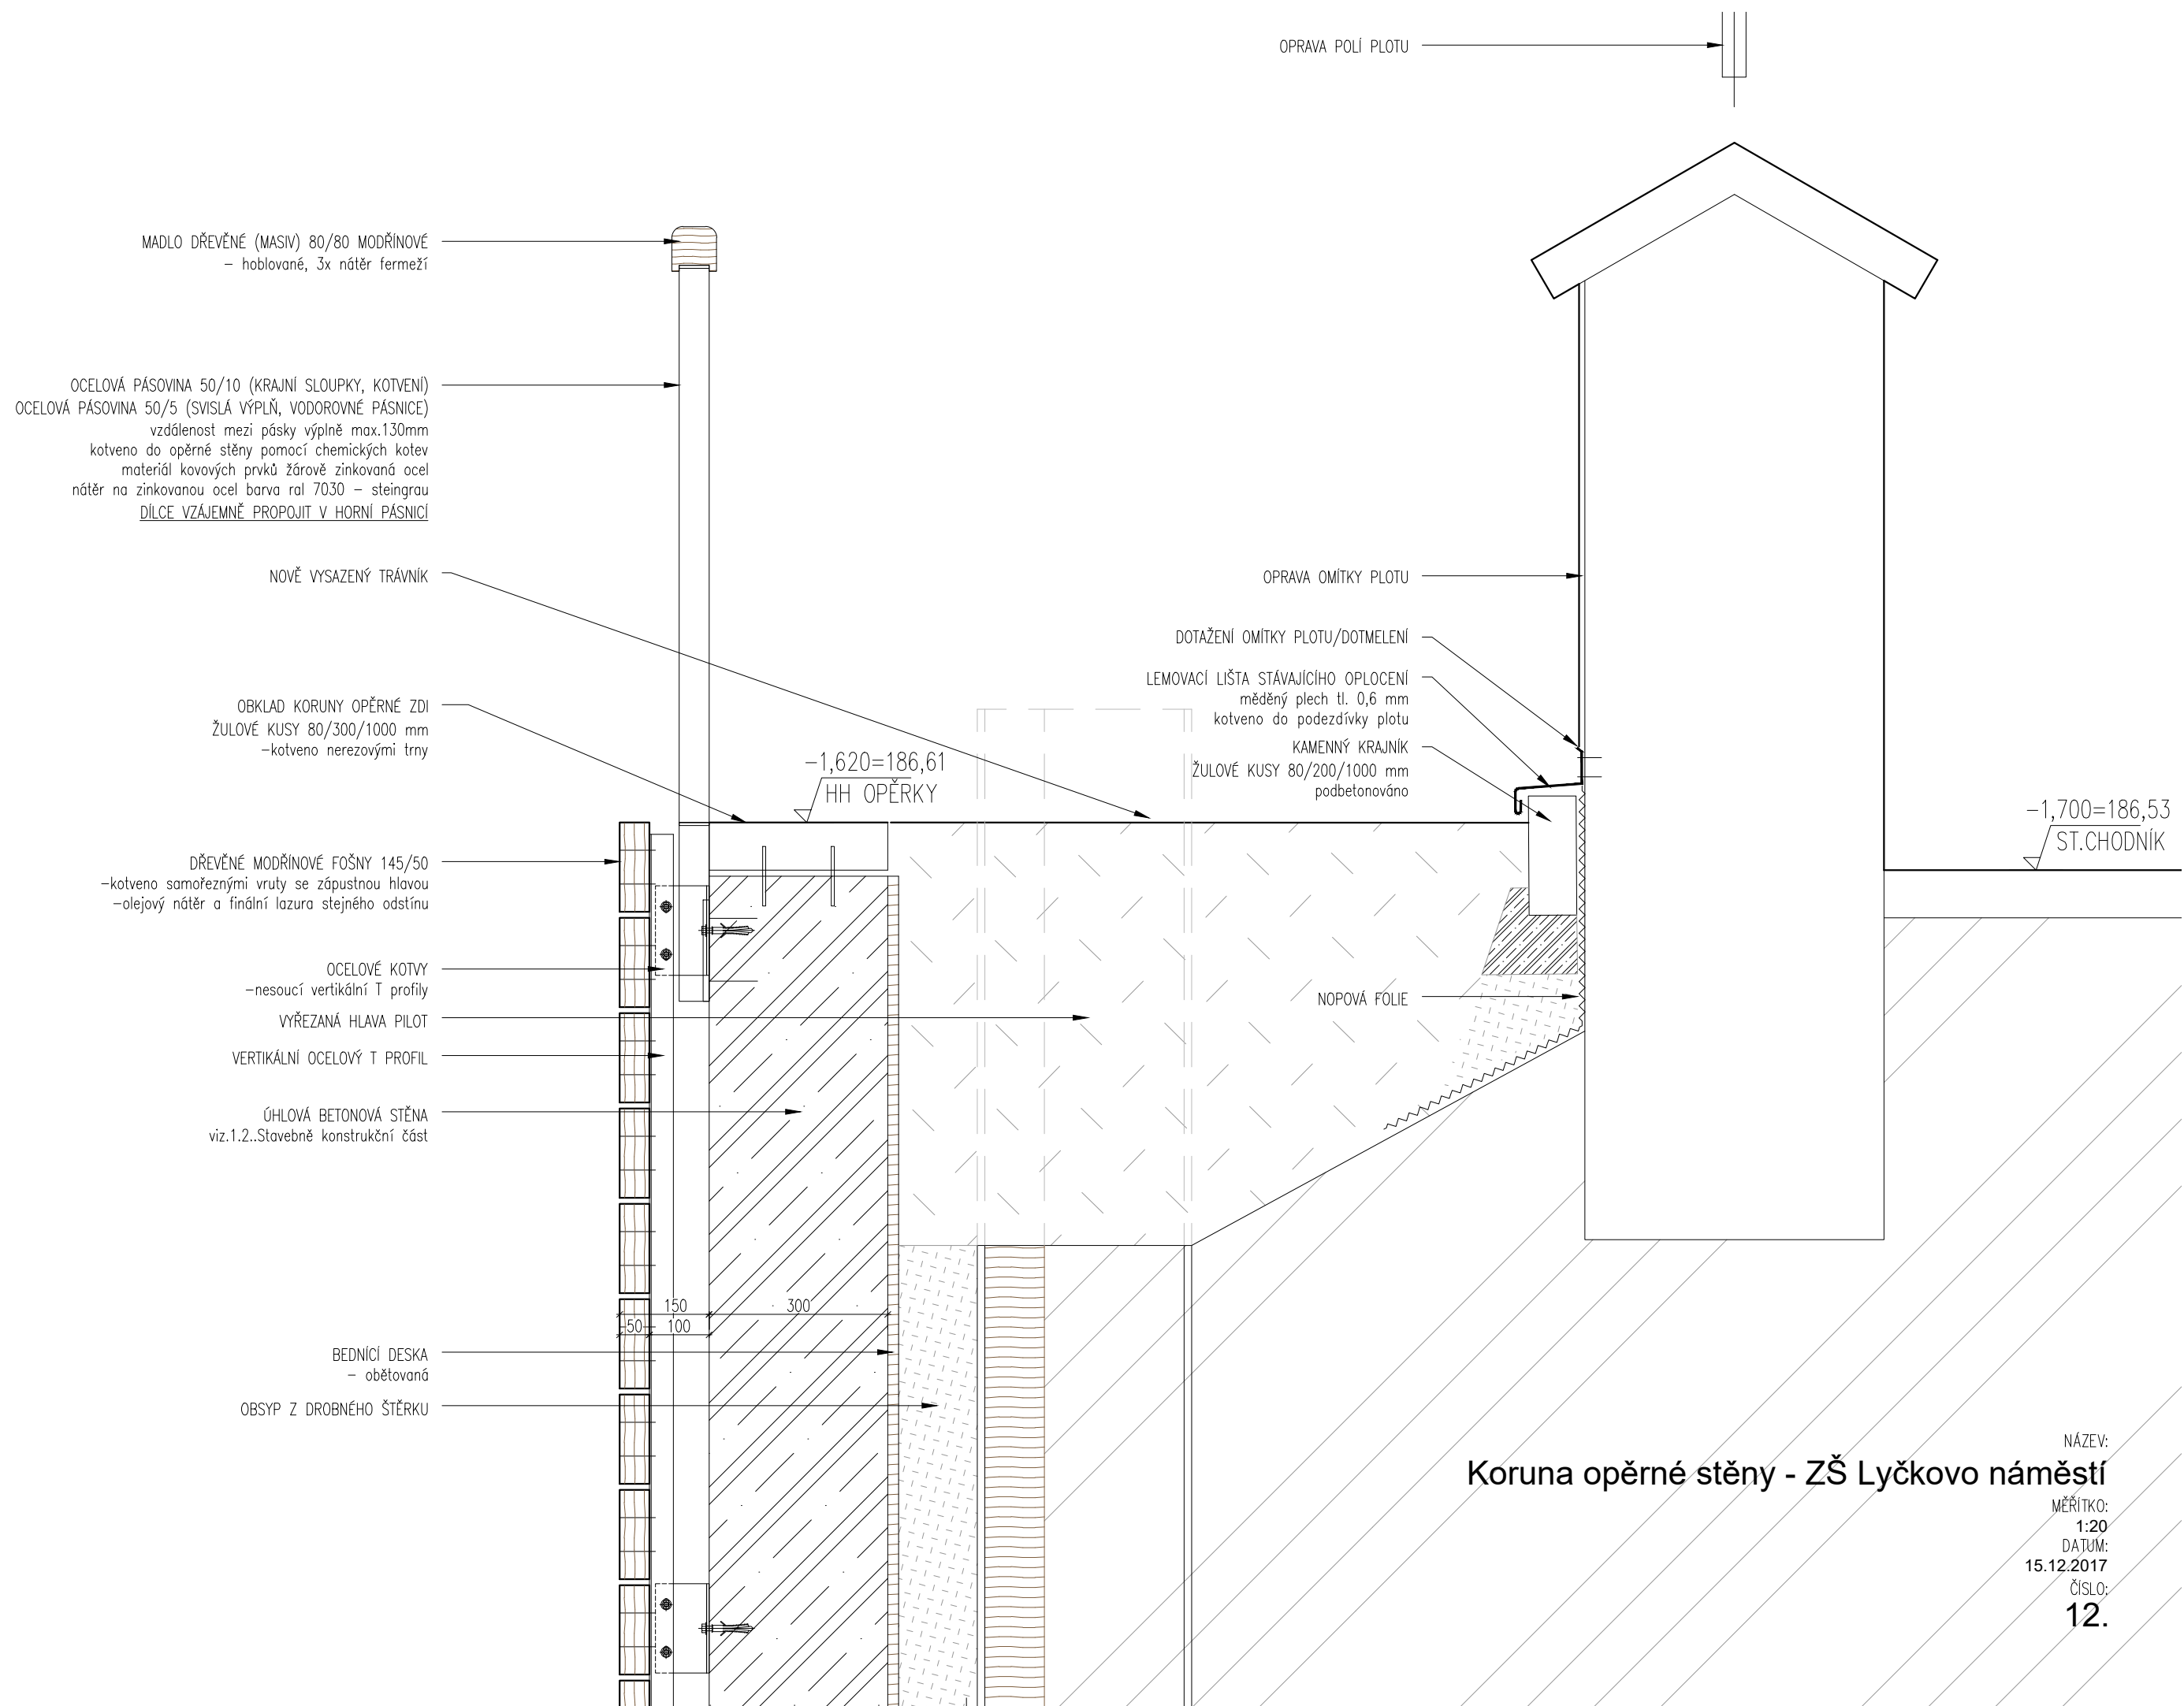 OPRAVA POLÍ PLOTU
MADLO DŘEVĚNÉ (MASIV) 80/80 MODŘÍNOVÉ
– hoblované, 3x nátěr fermeží
OCELOVÁ PÁSOVINA 50/10 (KRAJNÍ SLOUPKY, KOTVENÍ)
OCELOVÁ PÁSOVINA 50/5 (SVISLÁ VÝPLŇ, VODOROVNÉ PÁSNICE)
vzdálenost mezi pásky výplně max.130mm
kotveno do opěrné stěny pomocí chemických kotev
materiál kovových prvků žárově zinkovaná ocel
nátěr na zinkovanou ocel barva ral 7030 – steingrau
DÍLCE VZÁJEMNĚ PROPOJIT V HORNÍ PÁSNICÍ
NOVĚ VYSAZENÝ TRÁVNÍK
OBKLAD KORUNY OPĚRNÉ ZDI
ŽULOVÉ KUSY 80/300/1000 mm
–kotveno nerezovými trny
DŘEVĚNÉ MODŘÍNOVÉ FOŠNY 145/50
–kotveno samořeznými vruty se zápustnou hlavou
–olejový nátěr a finální lazura stejného odstínu
OCELOVÉ KOTVY
–nesoucí vertikální T profily
VYŘEZANÁ HLAVA PILOT
VERTIKÁLNÍ OCELOVÝ T PROFIL
ÚHLOVÁ BETONOVÁ STĚNA
viz.1.2..Stavebně konstrukční část
BEDNÍCÍ DESKA
– obětovaná
OBSYP Z DROBNÉHO ŠTĚRKU
150
300
50
100
–1,620=186,61
HH OPĚRKY
OPRAVA OMÍTKY PLOTU
DOTAŽENÍ OMÍTKY PLOTU/DOTMELENÍ
LEMOVACÍ LIŠTA STÁVAJÍCÍHO OPLOCENÍ
měděný plech tl. 0,6 mm
kotveno do podezdívky plotu
KAMENNÝ KRAJNÍK
ŽULOVÉ KUSY 80/200/1000 mm
podbetonováno
NOPOVÁ FOLIE
–1,700=186,53
ST.CHODNÍK
NÁZEV:
Koruna opěrné stěny - ZŠ Lyčkovo náměstí
MĚŘÍTKO:
1:20
DATUM:
15.12.2017
ČÍSLO:
12.